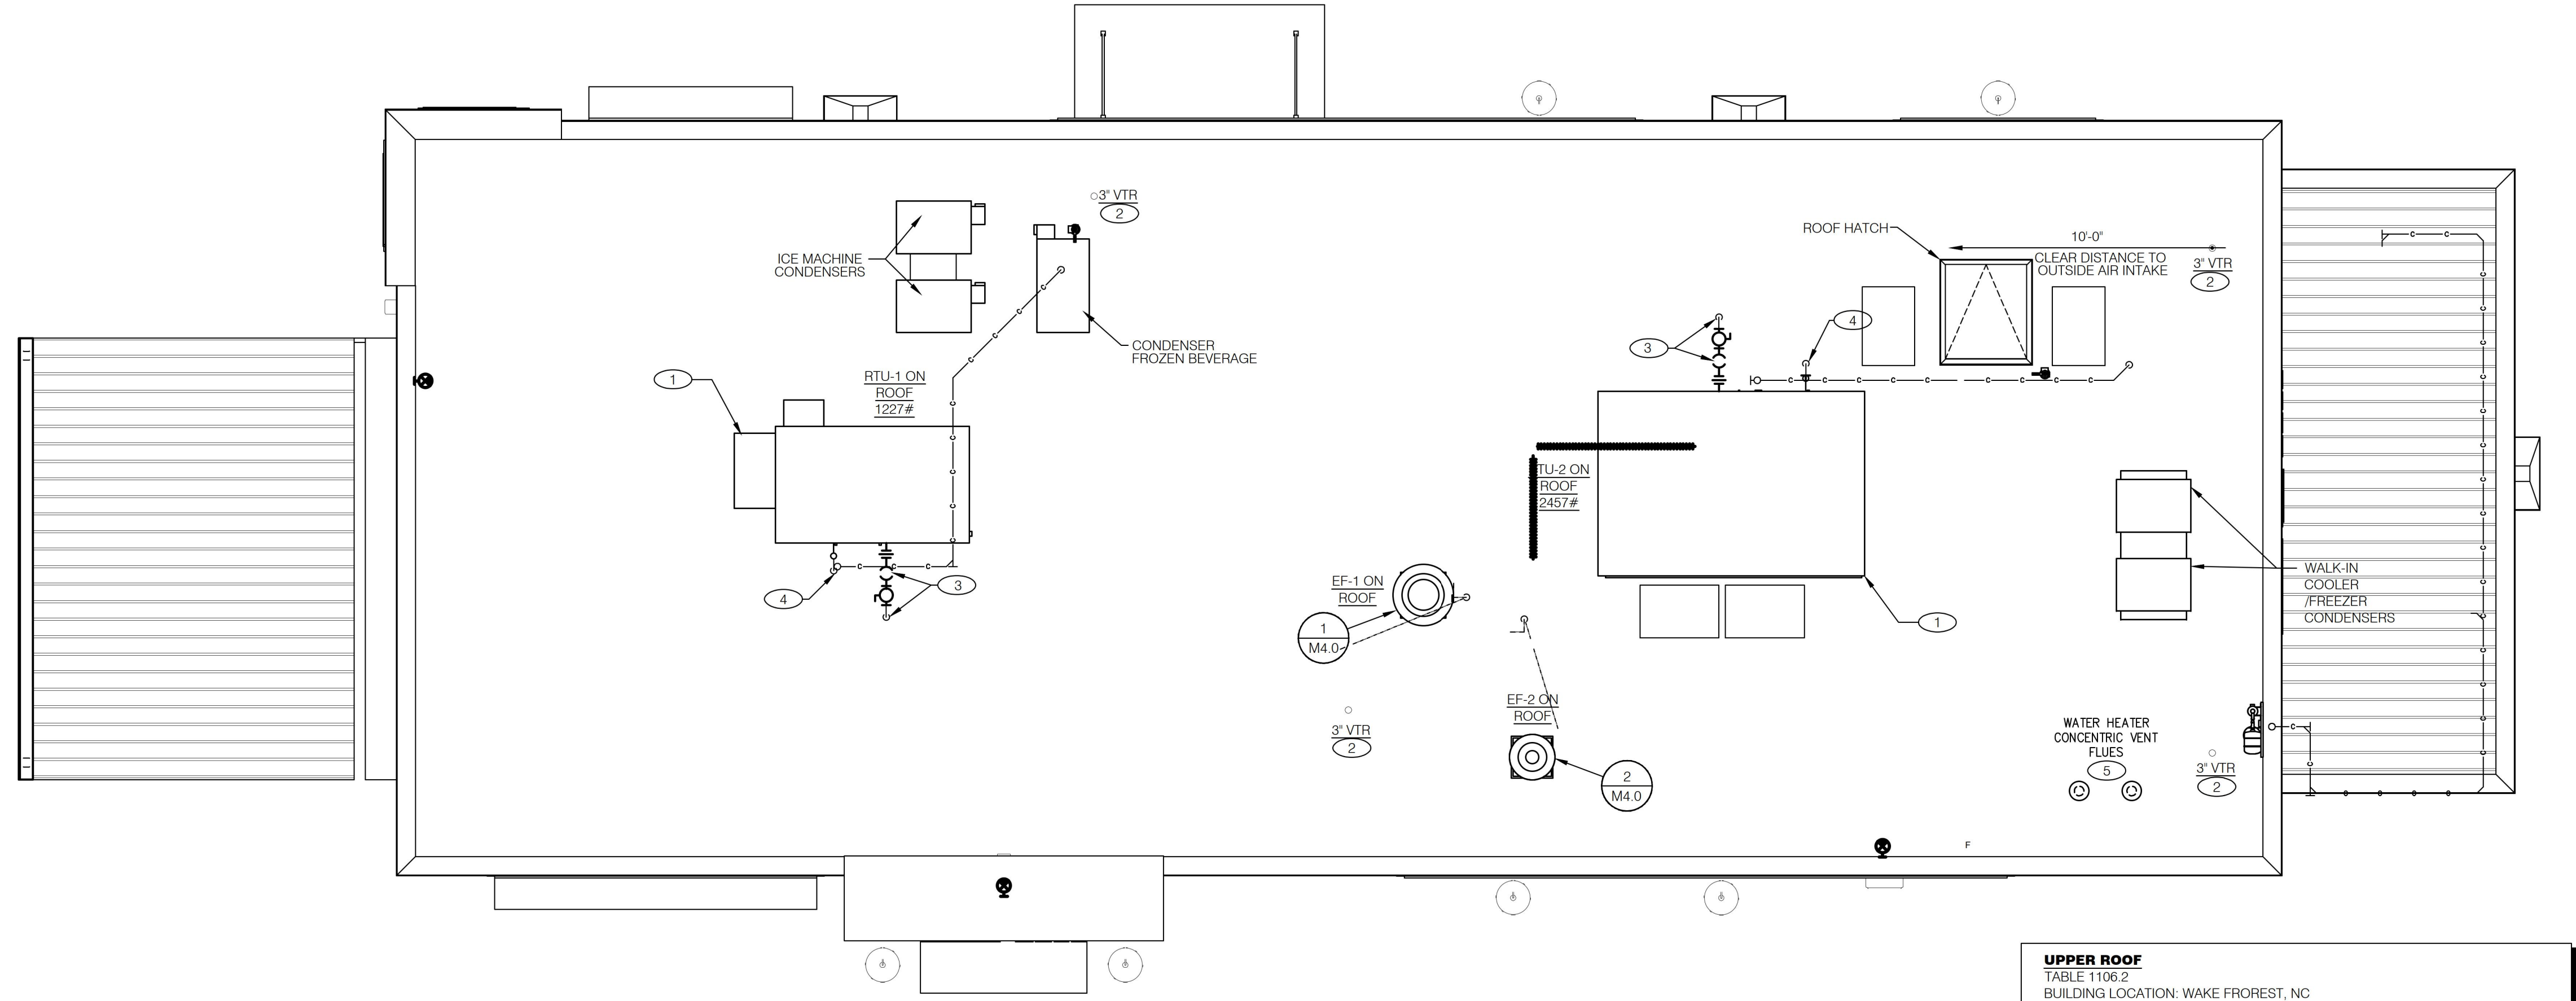 3" VTR
2
ICE MACHINE
CONDENSERS
CONDENSER
FROZEN BEVERAGE
ROOF HATCH
10'-0"
CLEAR DISTANCE TO
OUTSIDE AIR INTAKE
3" VTR
2
1
RTU-1 ON
ROOF
1227#
3
4
4
3
TU-2 ON
ROOF
2457#
EF-1 ON
ROOF
1
M4.0
1
WALK-IN
COOLER
/FREEZER
CONDENSERS
3" VTR
2
EF-2 ON
ROOF
2
M4.0
WATER HEATER
CONCENTRIC VENT
FLUES
5
3" VTR
2
F
C C C C C C C C C C C C
UPPER ROOF
TABLE 1106.2
BUILDING LOCATION: WAKE FROREST, NC